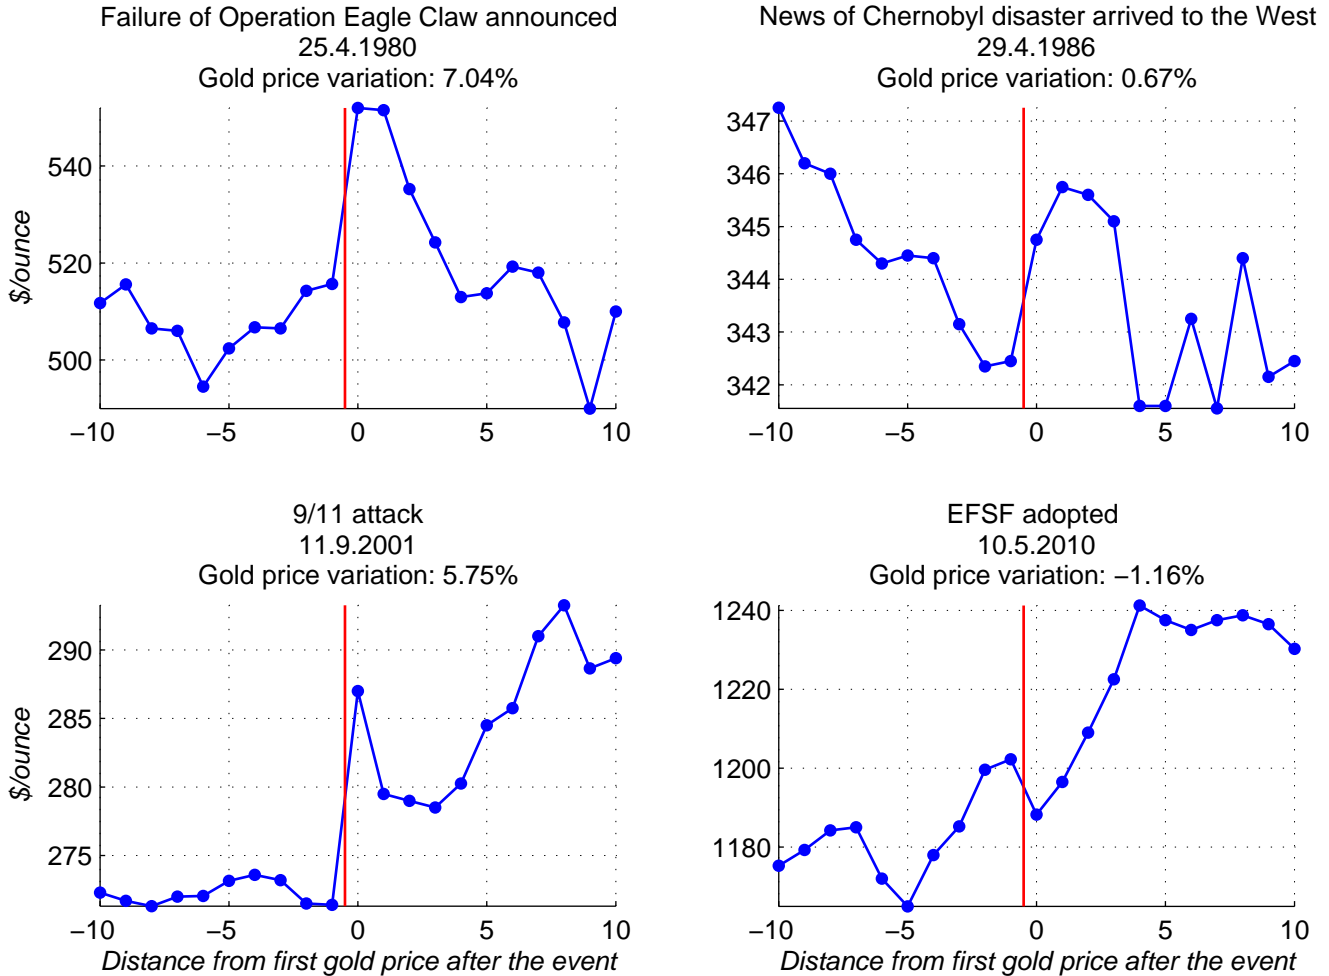 Failure of Operation Eagle Claw announced
25.4.1980
Gold price variation: 7.04%
$/ounce
540
520
500
−10 −5 0 5 10
News of Chernobyl disaster arrived to the West
29.4.1986
Gold price variation: 0.67%
347
346
345
344
343
342
−10 −5 0 5 10
9/11 attack
11.9.2001
Gold price variation: 5.75%
$/ounce
290
285
280
275
−10 −5 0 5 10
Distance from first gold price after the event
EFSF adopted
10.5.2010
Gold price variation: −1.16%
1240
1220
1200
1180
−10 −5 0 5 10
Distance from first gold price after the event